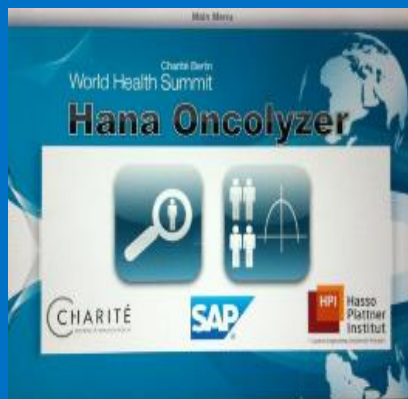 Main Menu
Charité Berlin
World Health Summit
Hana Oncolyzer
CHARITÉ
SAP
HPI
Hasso
Plattner
Institut